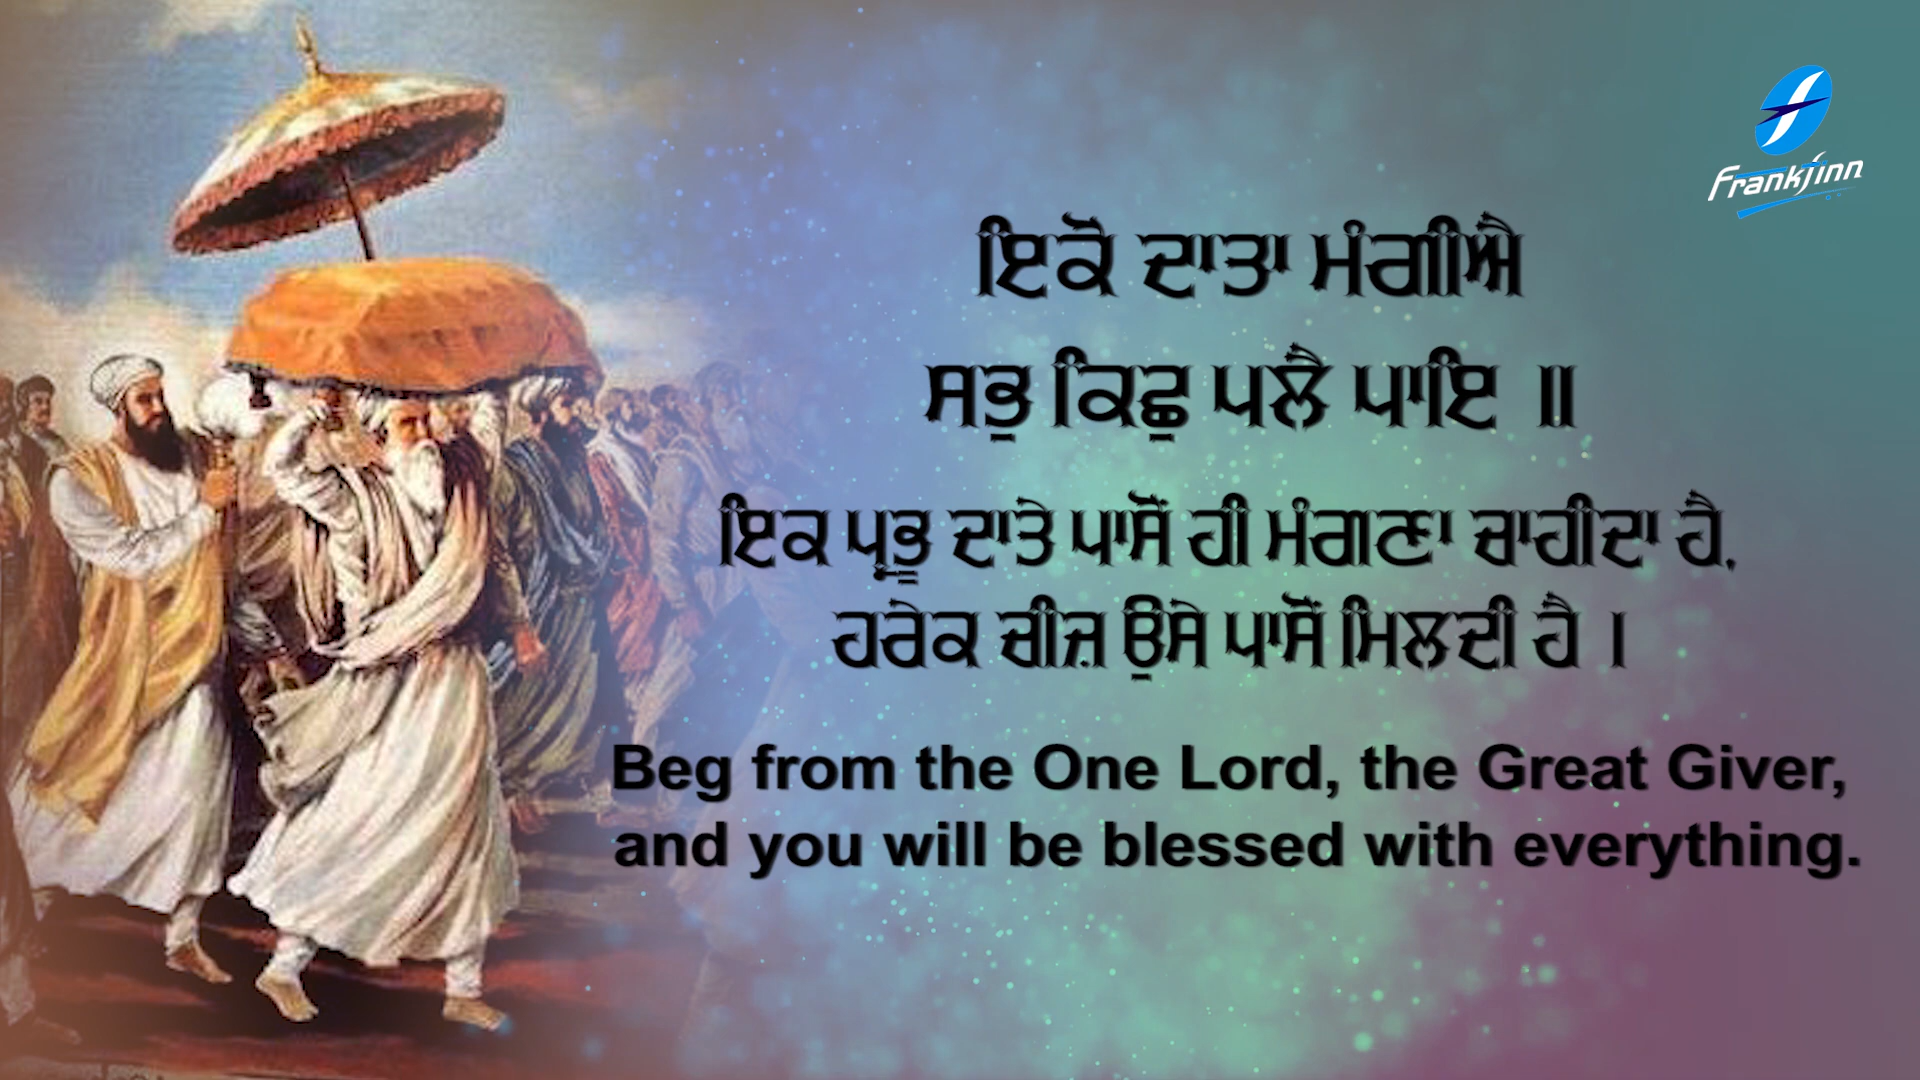 Frankfinn
ਇਕੋ ਦਾਤਾ ਮੰਗੀਐ
ਸਭੁ ਕਿਛੁ ਪਲੈ ਪਾਇ ॥
ਇਕ ਪ੍ਰਭੂ ਦਾਤੇ ਪਾਸੋਂ ਹੀ ਮੰਗਣਾ ਚਾਹੀਦਾ ਹੈ,
ਹਰੇਕ ਚੀਜ਼ ਉਸੇ ਪਾਸੋਂ ਮਿਲਦੀ ਹੈ ।
Beg from the One Lord, the Great Giver,
and you will be blessed with everything.